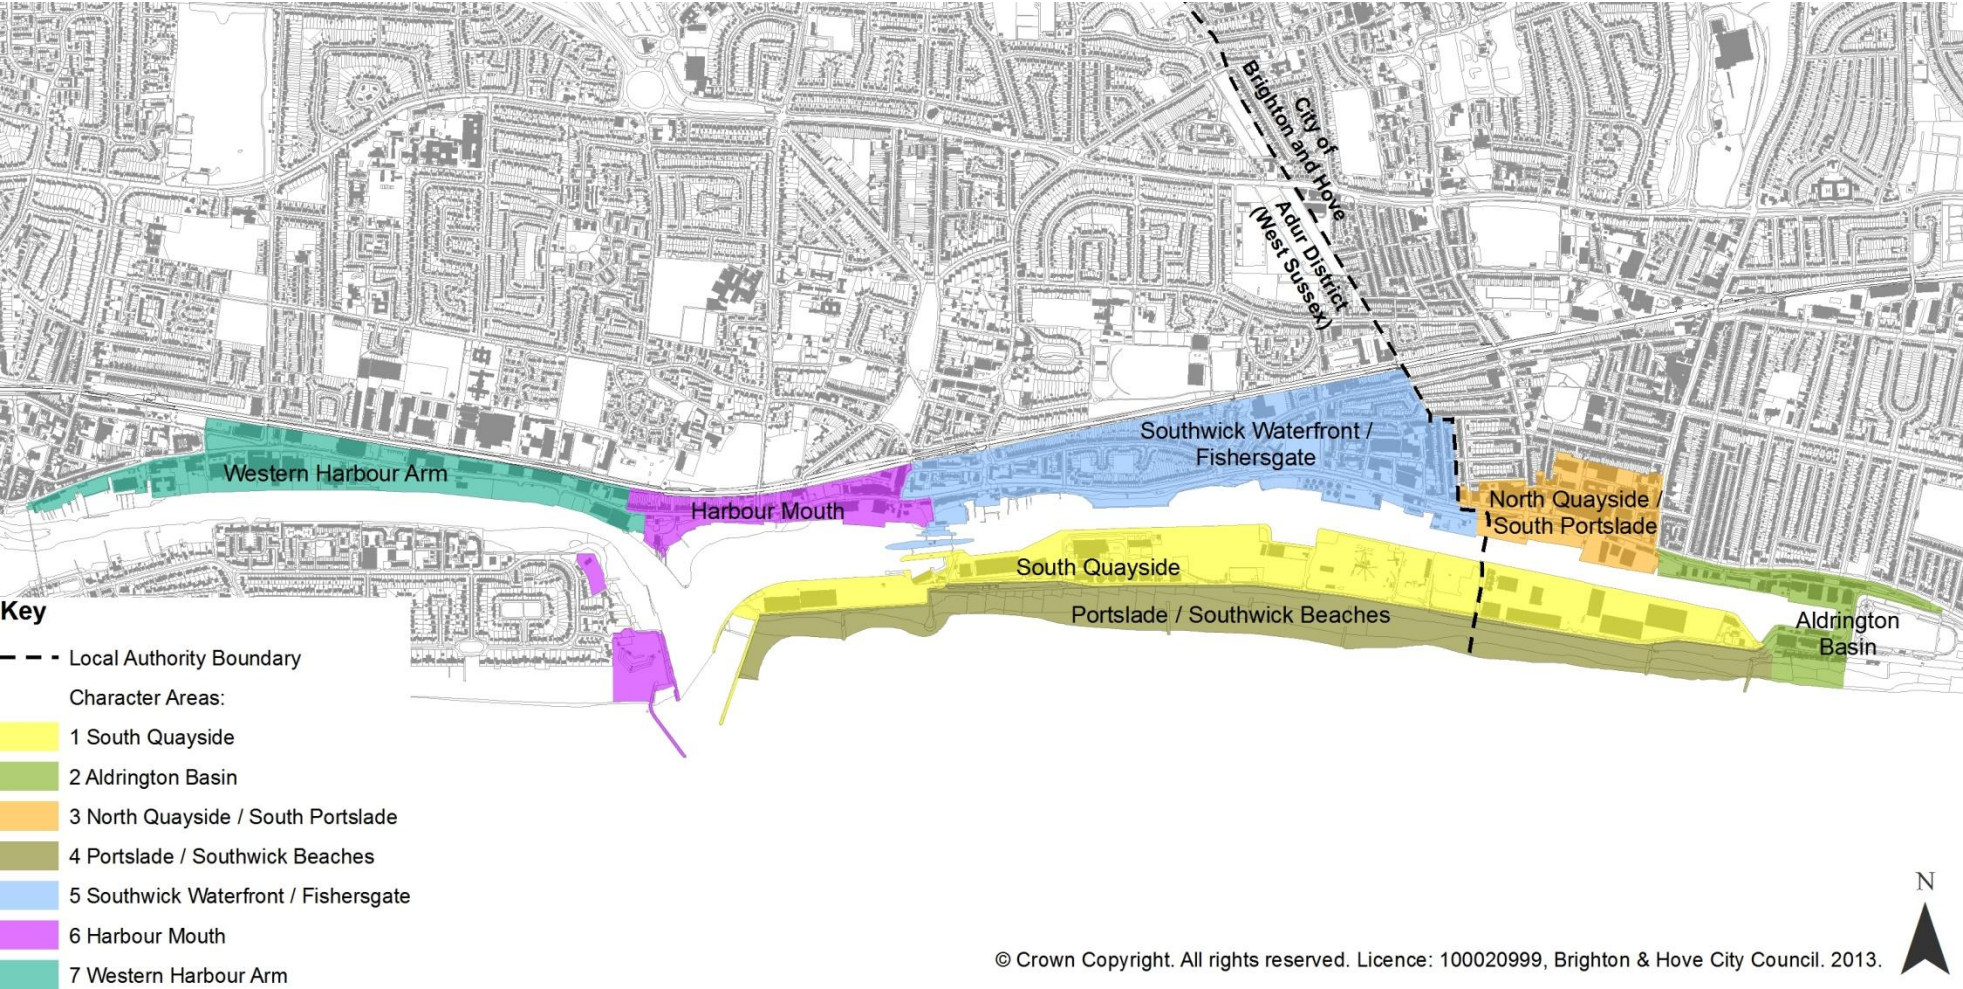 City of
Brighton and Hove
Adur District
(West Sussex)
Southwick Waterfront /
Fishersgate
Western Harbour Arm
Harbour Mouth
North Quayside /
South Portslade
South Quayside
Portslade / Southwick Beaches
Aldrington
Basin
Key
Local Authority Boundary
Character Areas:
1 South Quayside
2 Aldrington Basin
3 North Quayside / South Portslade
4 Portslade / Southwick Beaches
5 Southwick Waterfront / Fishersgate
6 Harbour Mouth
7 Western Harbour Arm
N
© Crown Copyright. All rights reserved. Licence: 100020999, Brighton & Hove City Council. 2013.